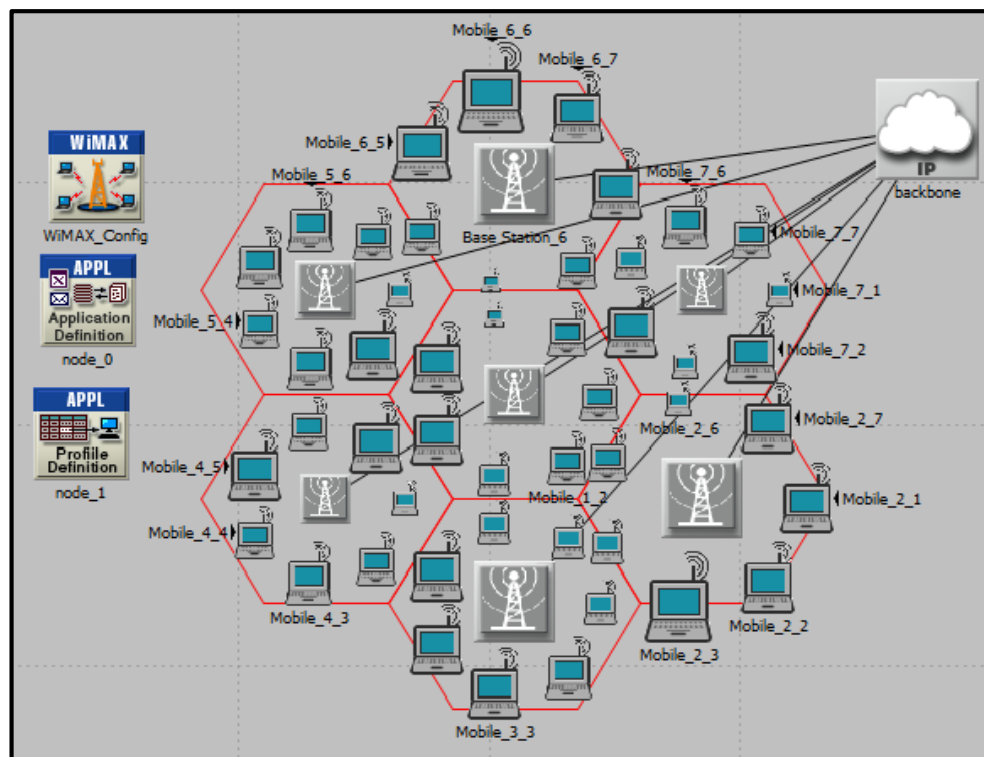 Mobile_6_6
Mobile_6_7
WiMAX
Mobile_6_5
IP
backbone
Mobile_5_6
Mobile_7_6
WiMAX_Config
Base Station_6
Mobile_7_7
APPL
Application
Definition
node_0
Mobile_5_4
Mobile_7_1
Mobile_7_2
APPL
Profile
Definition
node_1
Mobile_2_6
Mobile_2_7
Mobile_4_5
Mobile_1_2
Mobile_2_1
Mobile_4_4
Mobile_4_3
Mobile_2_2
Mobile_2_3
Mobile_3_3